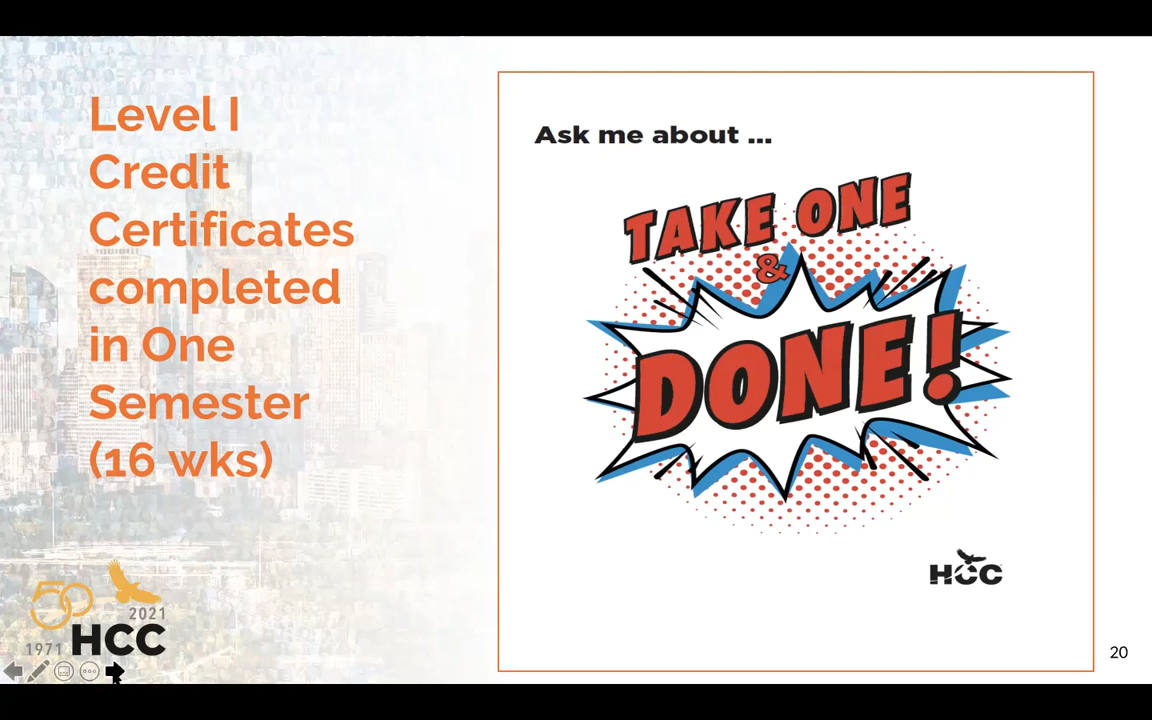 Level I
Credit
Certificates
completed
in One
Semester
(16 wks)
Ask me about ...
TAKE ONE
&
DONE!
HCC
50
2021
1971 HCC
20